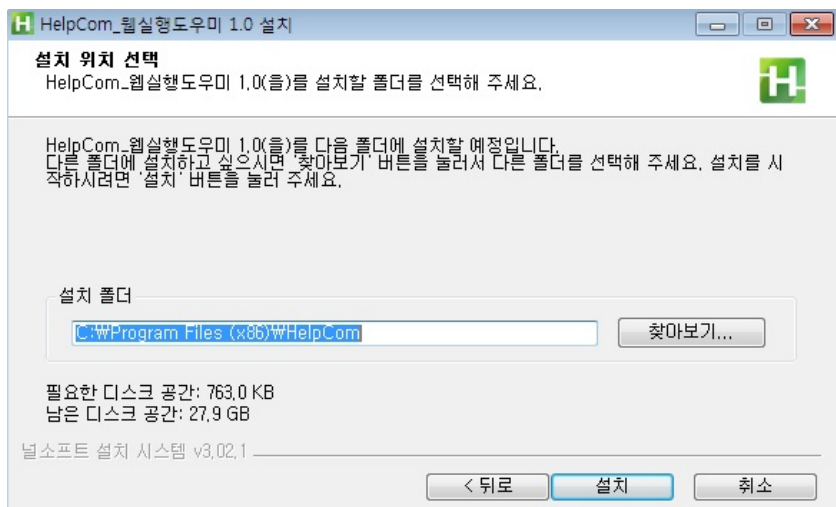 HelpCom_웹실행도우미 1.0 설치
설치 위치 선택
HelpCom_웹실행도우미 1.0(을)를 설치할 폴더를 선택해 주세요.
HelpCom_웹실행도우미 1.0(을)를 다음 폴더에 설치할 예정입니다.
다른 폴더에 설치하고 싶으시면 '찾아보기' 버튼을 눌러서 다른 폴더를 선택해 주세요. 설치를 시
작하시려면 '설치' 버튼을 눌러 주세요.
설치 폴더
C:₩Program Files (x86)₩HelpCom
찾아보기...
필요한 디스크 공간: 763.0 KB
남은 디스크 공간: 27.9 GB
널소프트 설치 시스템 v3.02.1
< 뒤로
설치
취소